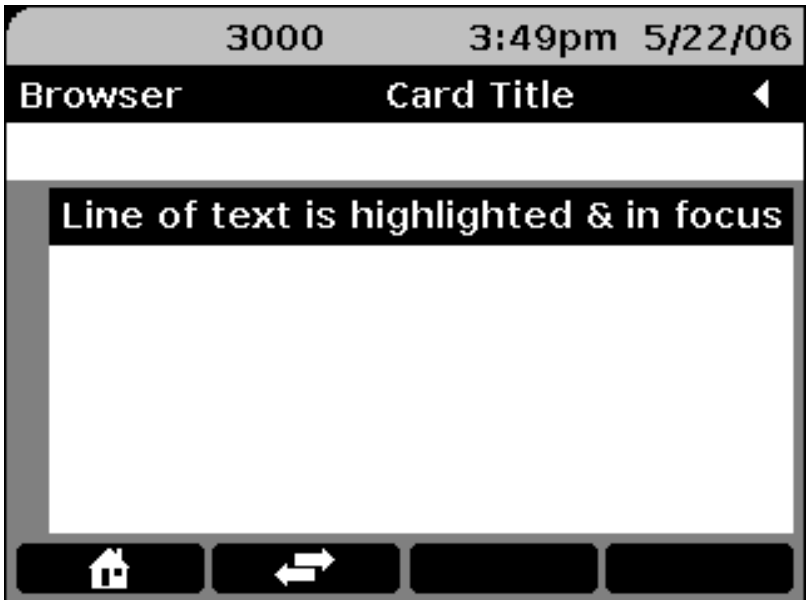 3000 3:49pm 5/22/06
Browser Card Title
Line of text is highlighted & in focus